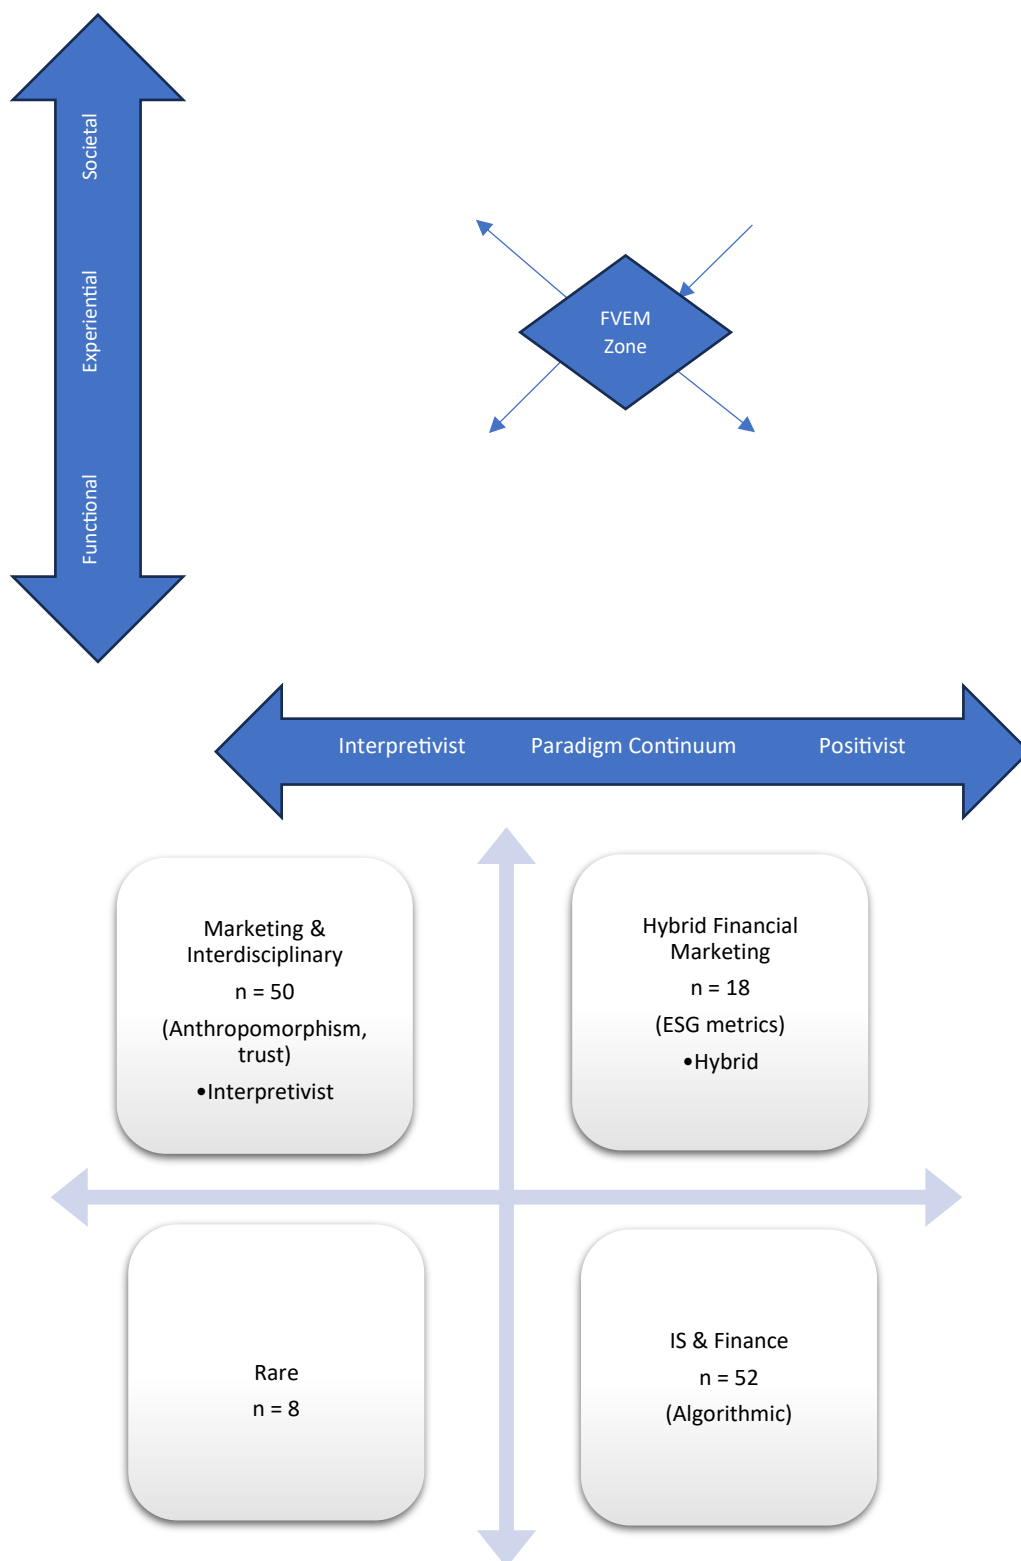 Societal
Experiential
Functional
FVEM
Zone
Interpretivist Paradigm Continuum Positivist
Marketing &
Interdisciplinary
n = 50
(Anthropomorphism,
trust)
•Interpretivist
Hybrid Financial
Marketing
n = 18
(ESG metrics)
•Hybrid
Rare
n = 8
IS & Finance
n = 52
(Algorithmic)